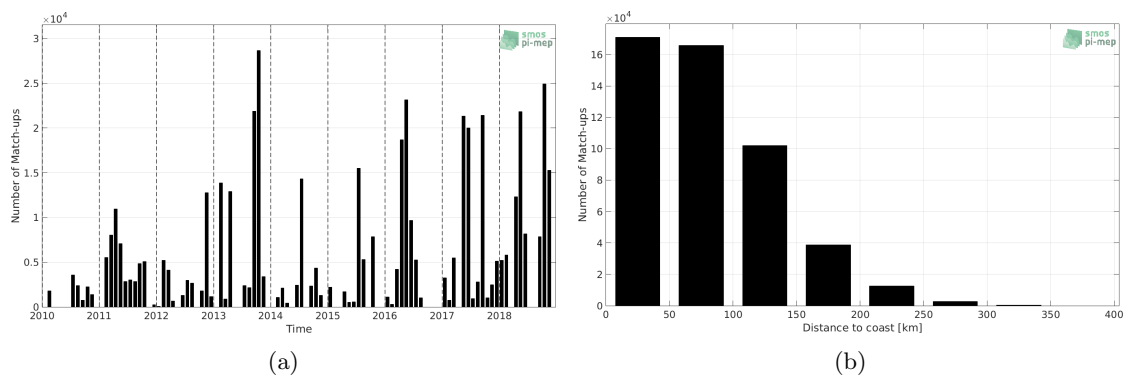 ×10⁴
3
2.5
2
1.5
1
0.5
0
Number of Match-ups
2010 2011 2012 2013 2014 2015 2016 2017 2018
Time
smos
pi-mep
(a)
×10⁴
16
14
12
10
8
6
4
2
0
Number of Match-ups
0 50 100 150 200 250 300 350 400
Distance to coast [km]
smos
pi-mep
(b)